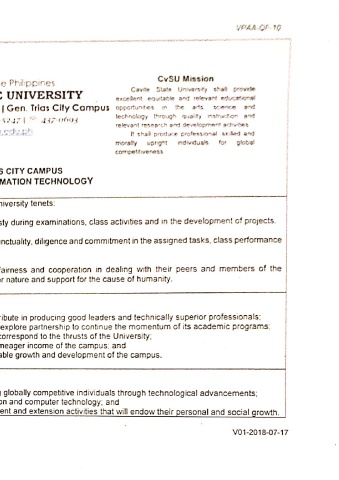 VPAA-QF-10
e Philippines
C UNIVERSITY
| Gen. Trias City Campus
CvSU Mission
Cavite State University shall provide
excellent equitable and relevant educational
opportunities in the arts science and
technology through quality instruction and
relevant research and development activities
It shall produce professional skilled and
morally upright individuals for global
competitiveness
S CITY CAMPUS
MATION TECHNOLOGY
niversity tenets:
sty during examinations, class activities and in the development of projects.
nctuality, diligence and commitment in the assigned tasks, class performance
airness and cooperation in dealing with their peers and members of the
r nature and support for the cause of humanity.
ribute in producing good leaders and technically superior professionals;
explore partnership to continue the momentum of its academic programs;
correspond to the thrusts of the University;
meager income of the campus; and
able growth and development of the campus.
g globally competitive individuals through technological advancements;
on and computer technology; and
ent and extension activities that will endow their personal and social growth.
V01-2018-07-17